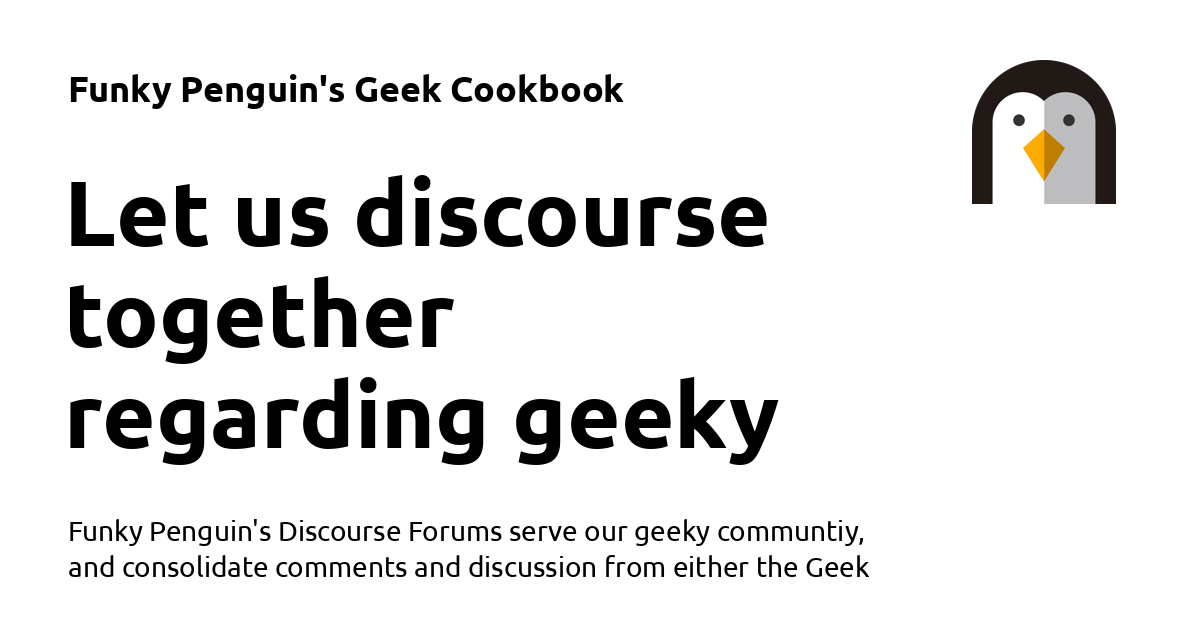 Funky Penguin's Geek Cookbook
Let us discourse
together
regarding geeky
Funky Penguin's Discourse Forums serve our geeky communtiy,
and consolidate comments and discussion from either the Geek